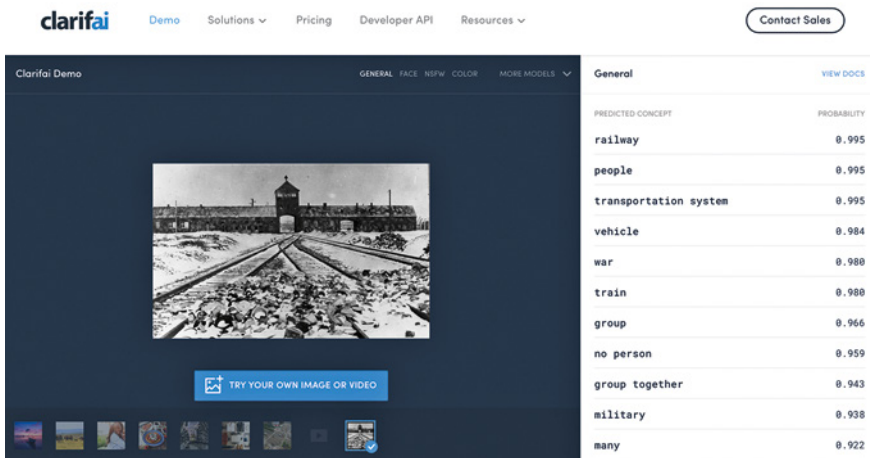 clarifai
Demo
Solutions
Pricing
Developer API
Resources
Contact Sales
Clarifai Demo
GENERAL FACE NSFW COLOR MORE MODELS
TRY YOUR OWN IMAGE OR VIDEO
General VIEW DOCS
PREDICTED CONCEPT PROBABILITY
railway 0.995
people 0.995
transportation system 0.995
vehicle 0.984
war 0.980
train 0.980
group 0.966
no person 0.959
group together 0.943
military 0.938
many 0.922